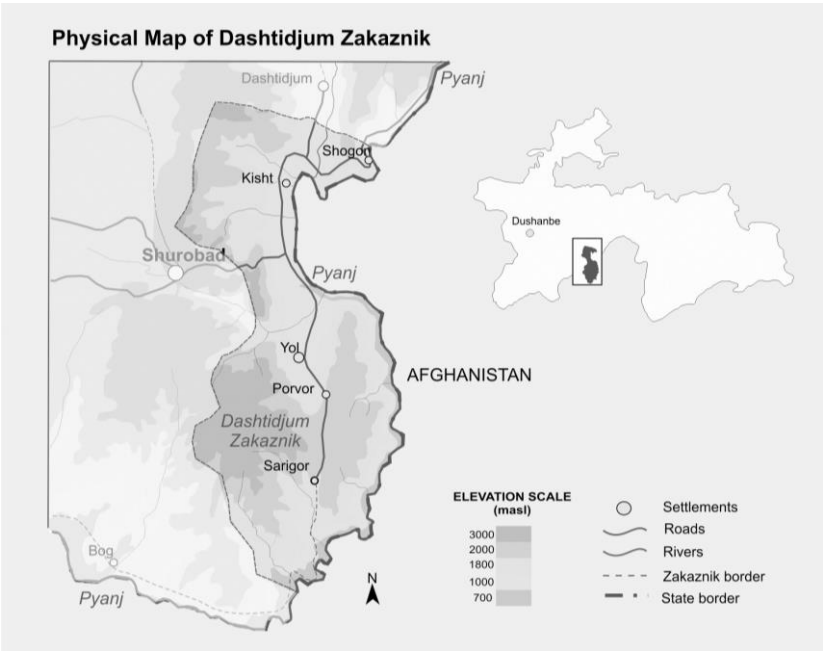 Physical Map of Dashtidjum Zakaznik
Dashtidjum
Pyanj
Shogon
Kisht
Dushanbe
Shurobad
Pyanj
Yol
AFGHANISTAN
Porvor
Dashtidjum
Zakaznik
Sarigor
ELEVATION SCALE
(masl)
3000
2000
1800
1000
700
Settlements
Roads
Rivers
Zakaznik border
State border
Bog
N
Pyanj